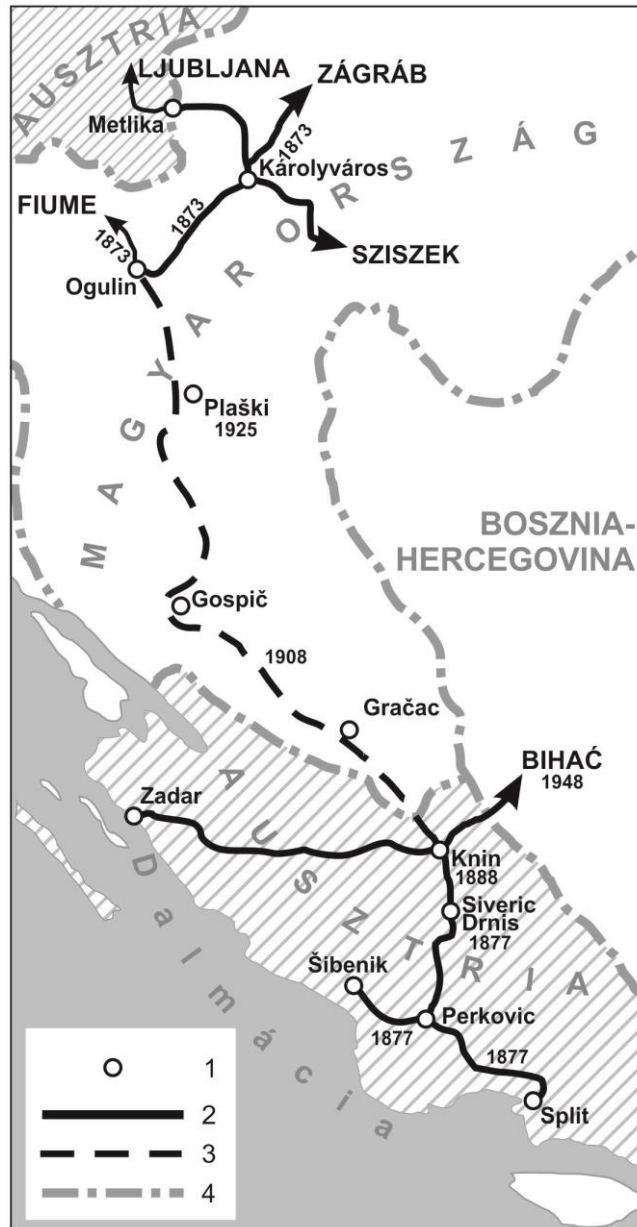 AUSZTRIA
LJUBLJANA
ZÁGRÁB
Metlika
1873
Károlyváros
MAGYARORSZÁG
FIUME
1873
1873
SZISZEK
Ogulin
Plaški
1925
BOSZNIA-
HERCEGOVINA
Gospič
1908
Gračac
BIHAĆ
1948
AUSZTRIA
Zadar
Knin
1888
Siveric
Drnis
1877
Dalmácia
Šibenik
Perkovic
1877
1877
Split
1
2
3
4